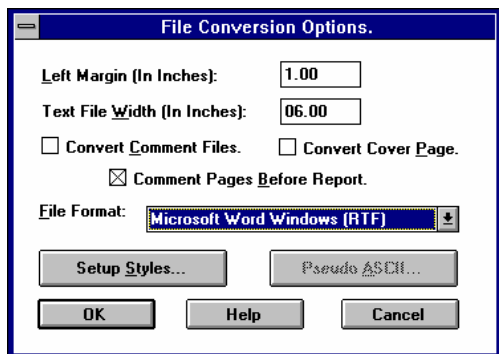 File Conversion Options.
Left Margin (In Inches): 1.00
Text File Width (In Inches): 06.00
Convert Comment Files. Convert Cover Page.
Comment Pages Before Report.
File Format: Microsoft Word Windows (RTF)
Setup Styles... Pseudo ASCII...
OK Help Cancel